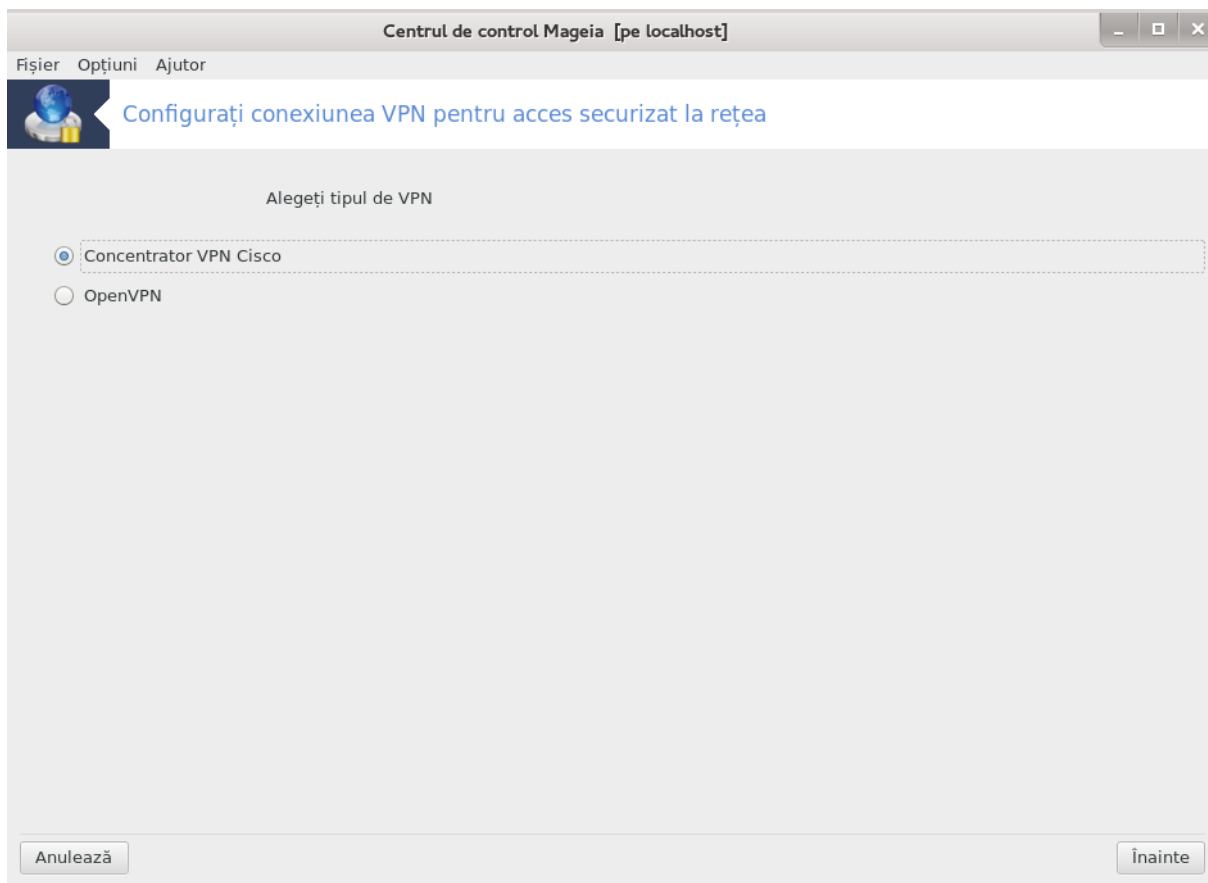 Centrul de control Mageia [pe localhost]
Fișier Opțiuni Ajutor
Configurați conexiunea VPN pentru acces securizat la rețea
Alegeți tipul de VPN
Concentrator VPN Cisco
OpenVPN
Anulează Înainte